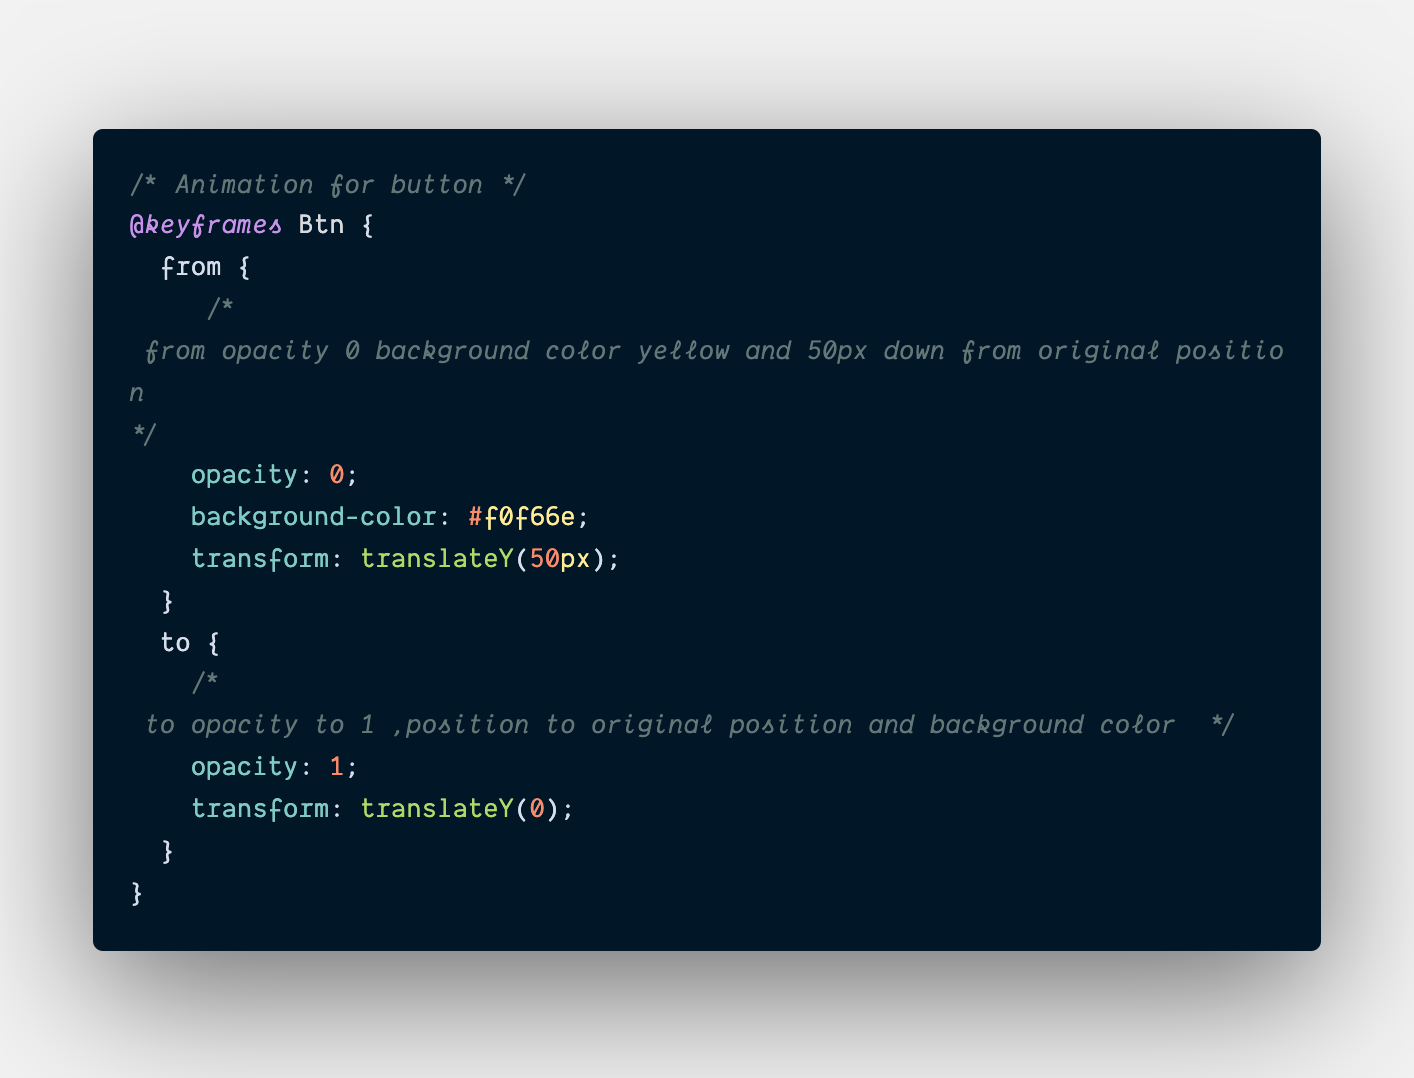 /* Animation for button */
@keyframes Btn {
  from {
     /*
 from opacity 0 background color yellow and 50px down from original positio
n
*/
    opacity: 0;
    background-color: #f0f66e;
    transform: translateY(50px);
  }
  to {
    /*
 to opacity to 1 ,position to original position and background color  */
    opacity: 1;
    transform: translateY(0);
  }
}